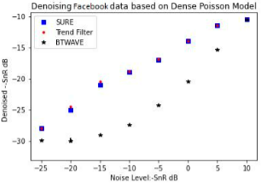 Denoising Facebook data based on Dense Poisson Model
SURE
Trend Filter
BTWAVE
Denoised -SnR dB
−10
−15
−20
−25
−30
−25 −20 −15 −10 −5 0 5 10
Noise Level:-SnR dB